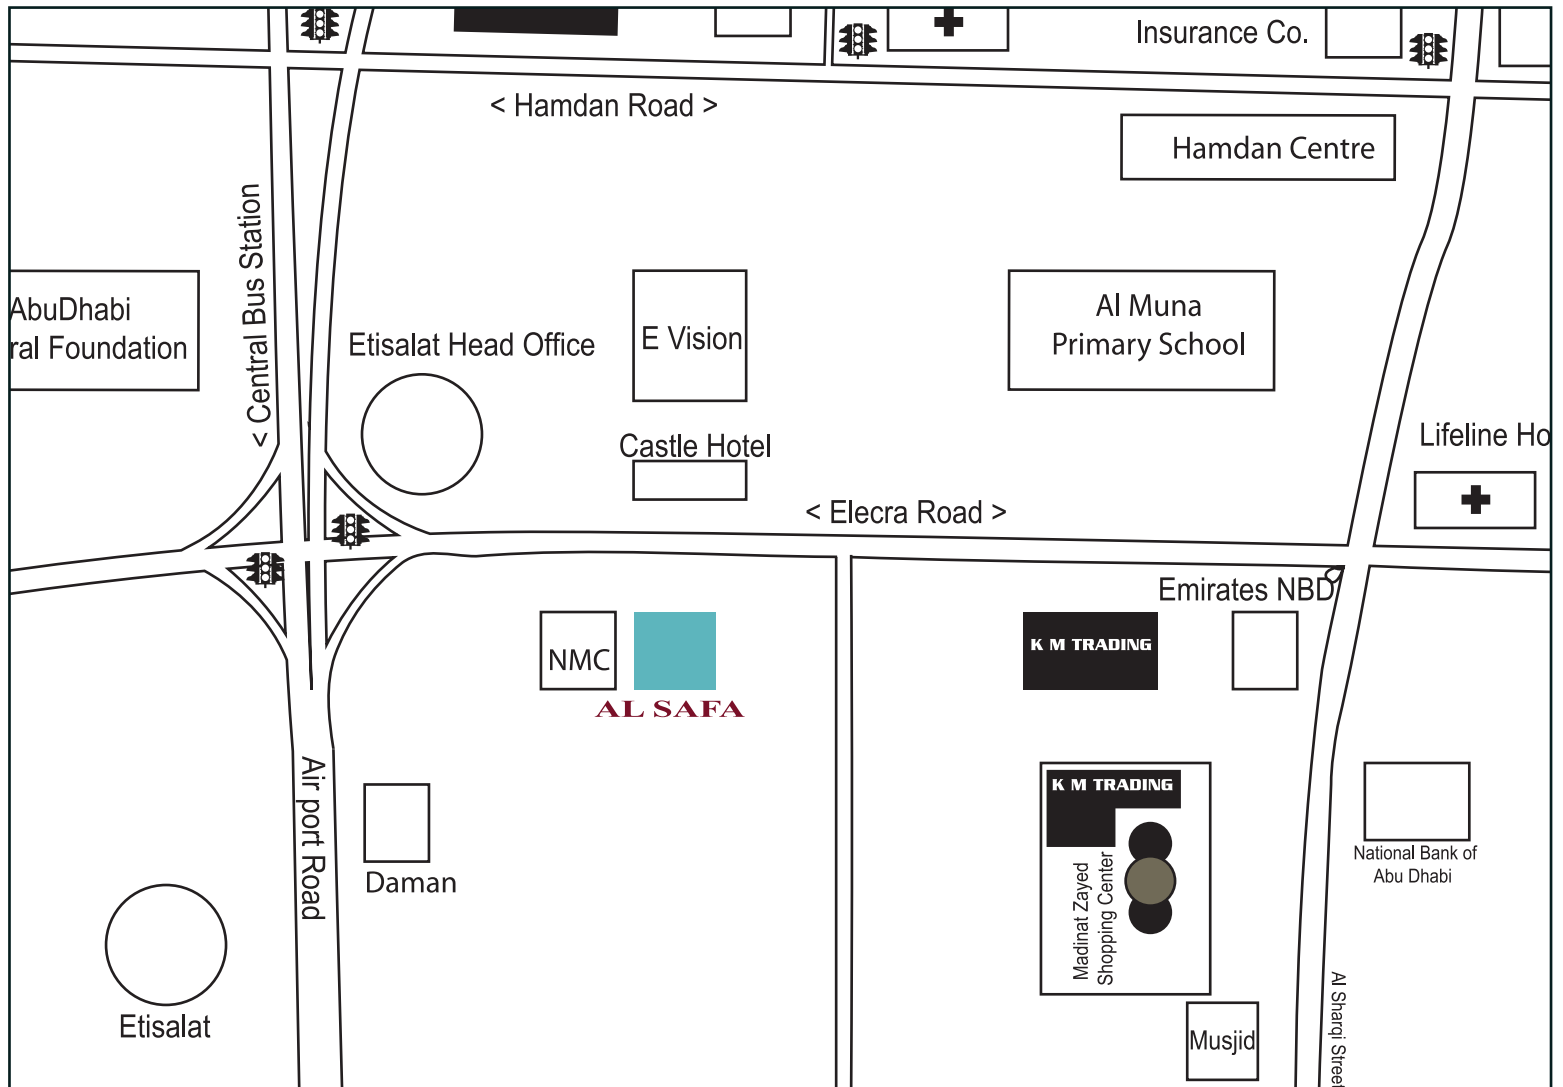 Insurance Co.
< Hamdan Road >
Hamdan Centre
< Central Bus Station
AbuDhabi
ral Foundation
Etisalat Head Office
E Vision
Al Muna
Primary School
Castle Hotel
Lifeline Ho
< Elecra Road >
Emirates NBD
NMC
K M TRADING
AL SAFA
Air port Road
Daman
K M TRADING
Madinat Zayed
Shopping Center
National Bank of
Abu Dhabi
Etisalat
Musjid
Al Sharqi Street